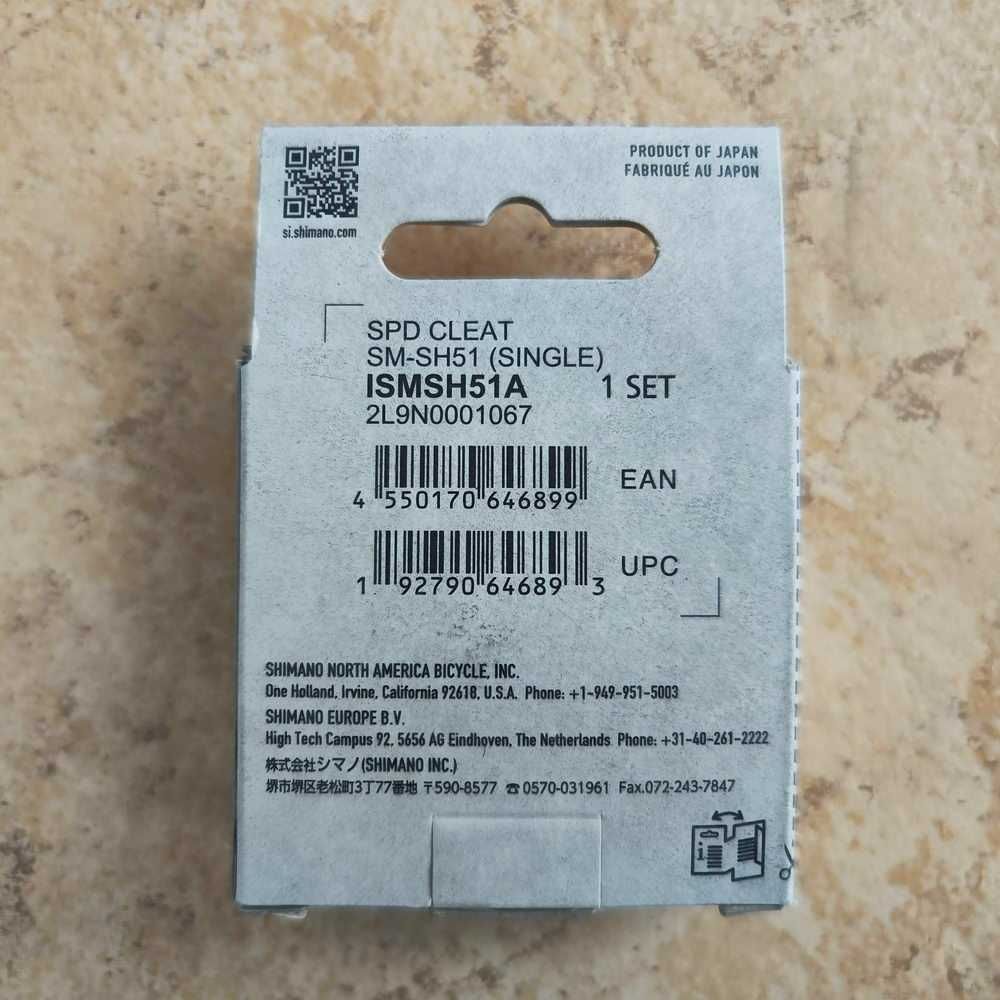 PRODUCT OF JAPAN
FABRIQUÉ AU JAPON
si.shimano.com
SPD CLEAT
SM-SH51 (SINGLE)
ISMSH51A 1 SET
2L9N0001067
4 550170 646899 EAN
1 92790 64689 3 UPC
SHIMANO NORTH AMERICA BICYCLE, INC.
One Holland, Irvine, California 92618, U.S.A. Phone: +1-949-951-5003
SHIMANO EUROPE B.V.
High Tech Campus 92, 5656 AG Eindhoven, The Netherlands Phone: +31-40-261-2222
株式会社シマノ(SHIMANO INC.)
堺市堺区老松町3丁77番地 〒590-8577 ☎0570-031961 Fax.072-243-7847
i